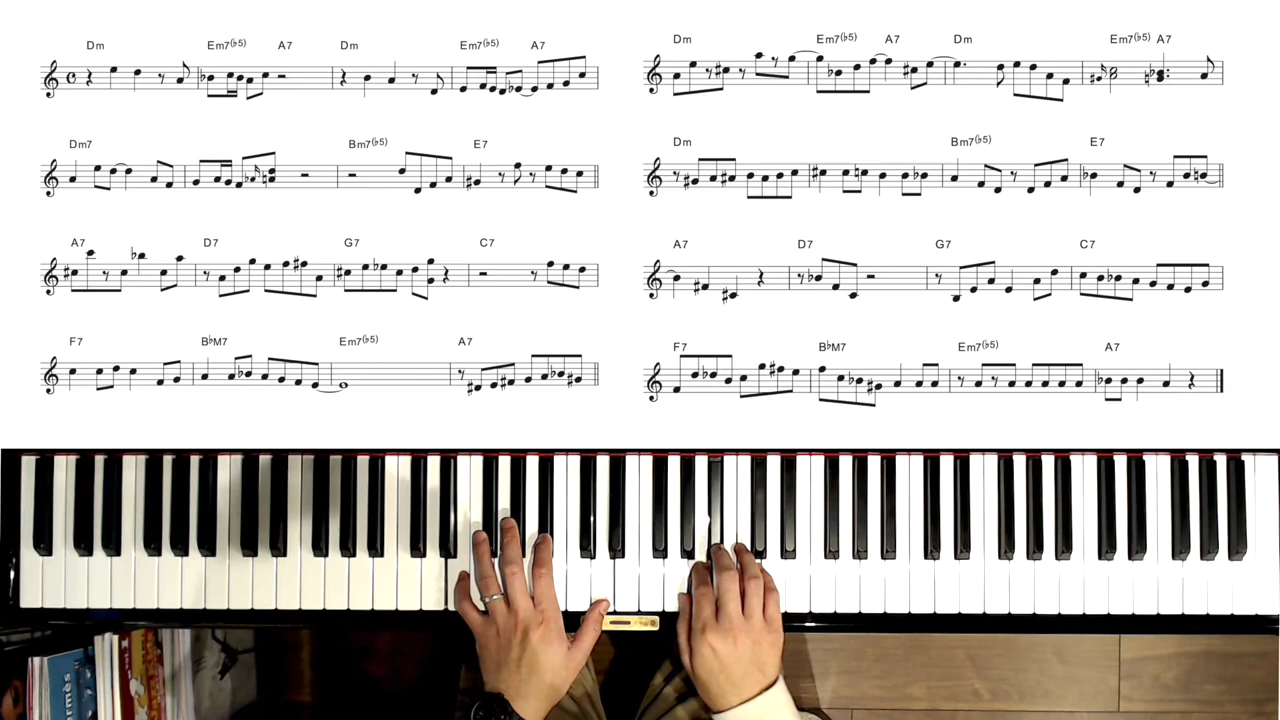 Dm Em7(♭5) A7 Dm Em7(♭5) A7
Dm7 Bm7(♭5) E7
A7 D7 G7 C7
F7 B♭M7 Em7(♭5) A7
Dm Em7(♭5) A7 Dm Em7(♭5) A7
Dm Bm7(♭5) E7
A7 D7 G7 C7
F7 B♭M7 Em7(♭5) A7